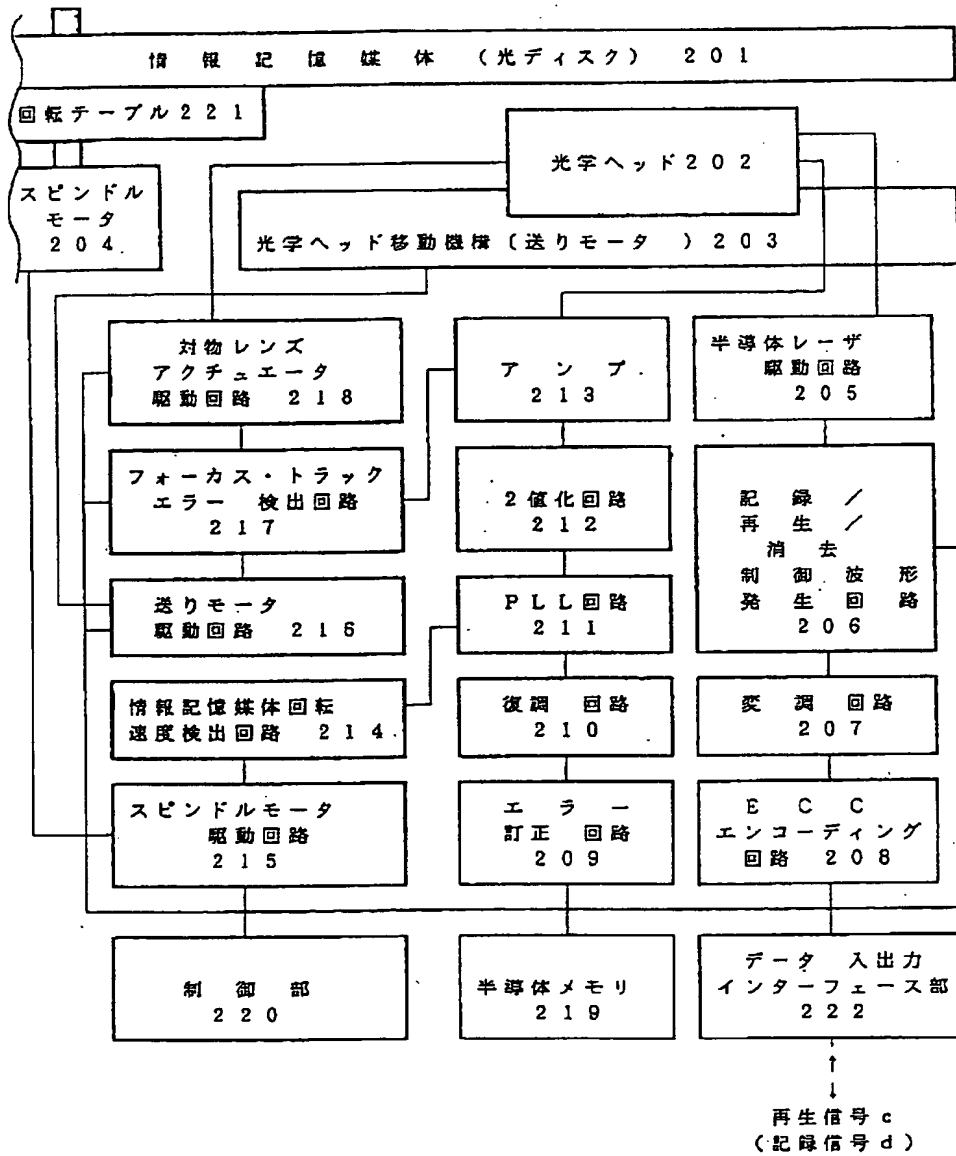 情報記憶媒体（光ディスク）201
回転テーブル221
光学ヘッド202
スピンドル
モータ
204
光学ヘッド移動機構（送りモータ）203
対物レンズ
アクチュエータ
駆動回路 218
アンプ
213
半導体レーザ
駆動回路
205
フォーカス・トラック
エラー 検出回路
217
2値化回路
212
記録／
再生／
消去
制御波形
発生回路
206
送りモータ
駆動回路 216
PLL回路
211
情報記憶媒体回転
速度検出回路 214
復調 回路
210
変調 回路
207
スピンドルモータ
駆動回路
215
エラー
訂正 回路
209
ECC
エンコーディング
回路 208
制御部
220
半導体メモリ
219
データ 入出力
インターフェース部
222
↑
↓
再生信号c
（記録信号d）